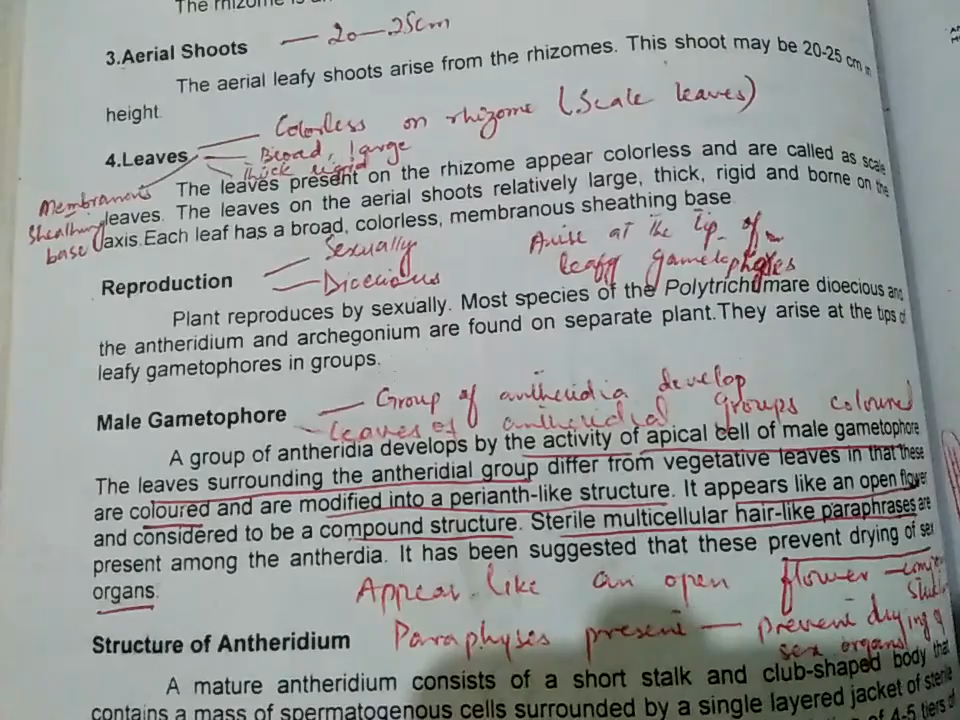 The rhizome is
3.Aerial Shoots — 20—25cm
The aerial leafy shoots arise from the rhizomes. This shoot may be 20-25 cm in
height.
Colorless on rhizome (Scale leaves)
4.Leaves — Broad, large
thick rigid
Membranous
The leaves present on the rhizome appear colorless and are called as scale
Sheathing
leaves. The leaves on the aerial shoots relatively large, thick, rigid and borne on the
base
axis.Each leaf has a broad, colorless, membranous sheathing base
Sexually
Arise at the tip of
Reproduction — Dioecious
leafy gametophores
Plant reproduces by sexually. Most species of the Polytrichumare dioecious and
the antheridium and archegonium are found on separate plant.They arise at the tips of
leafy gametophores in groups.
— Group of antheridia develop
Male Gametophore
— leaves of antheridial groups coloured
A group of antheridia develops by the activity of apical cell of male gametophore
The leaves surrounding the antheridial group differ from vegetative leaves in that these
are coloured and are modified into a perianth-like structure. It appears like an open flower
and considered to be a compound structure. Sterile multicellular hair-like paraphrases are
present among the antherdia. It has been suggested that these prevent drying of sex
organs.
Appear like an open flower —
Structure of Antheridium
Paraphyses present — prevent drying of
sex organs
A mature antheridium consists of a short stalk and club-shaped body that
contains a mass of spermatogenous cells surrounded by a single layered jacket of sterile
of 4-5 tiers of